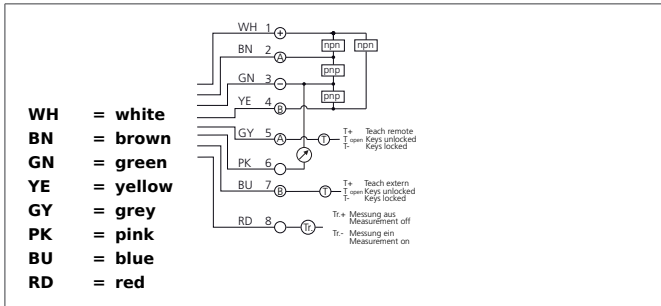 WH 1 +
npn npn
BN 2 A
pnp
GN 3 −
pnp
YE 4 B
GY 5 A T
T+ Teach remote
T open Keys unlocked
T- Keys locked
PK 6
BU 7 B T
T+ Teach extern
T open Keys unlocked
T- Keys locked
RD 8 Tr.
Tr.+ Messung aus
Measurement off
Tr.- Messung ein
Measurement on
WH = white
BN = brown
GN = green
YE = yellow
GY = grey
PK = pink
BU = blue
RD = red